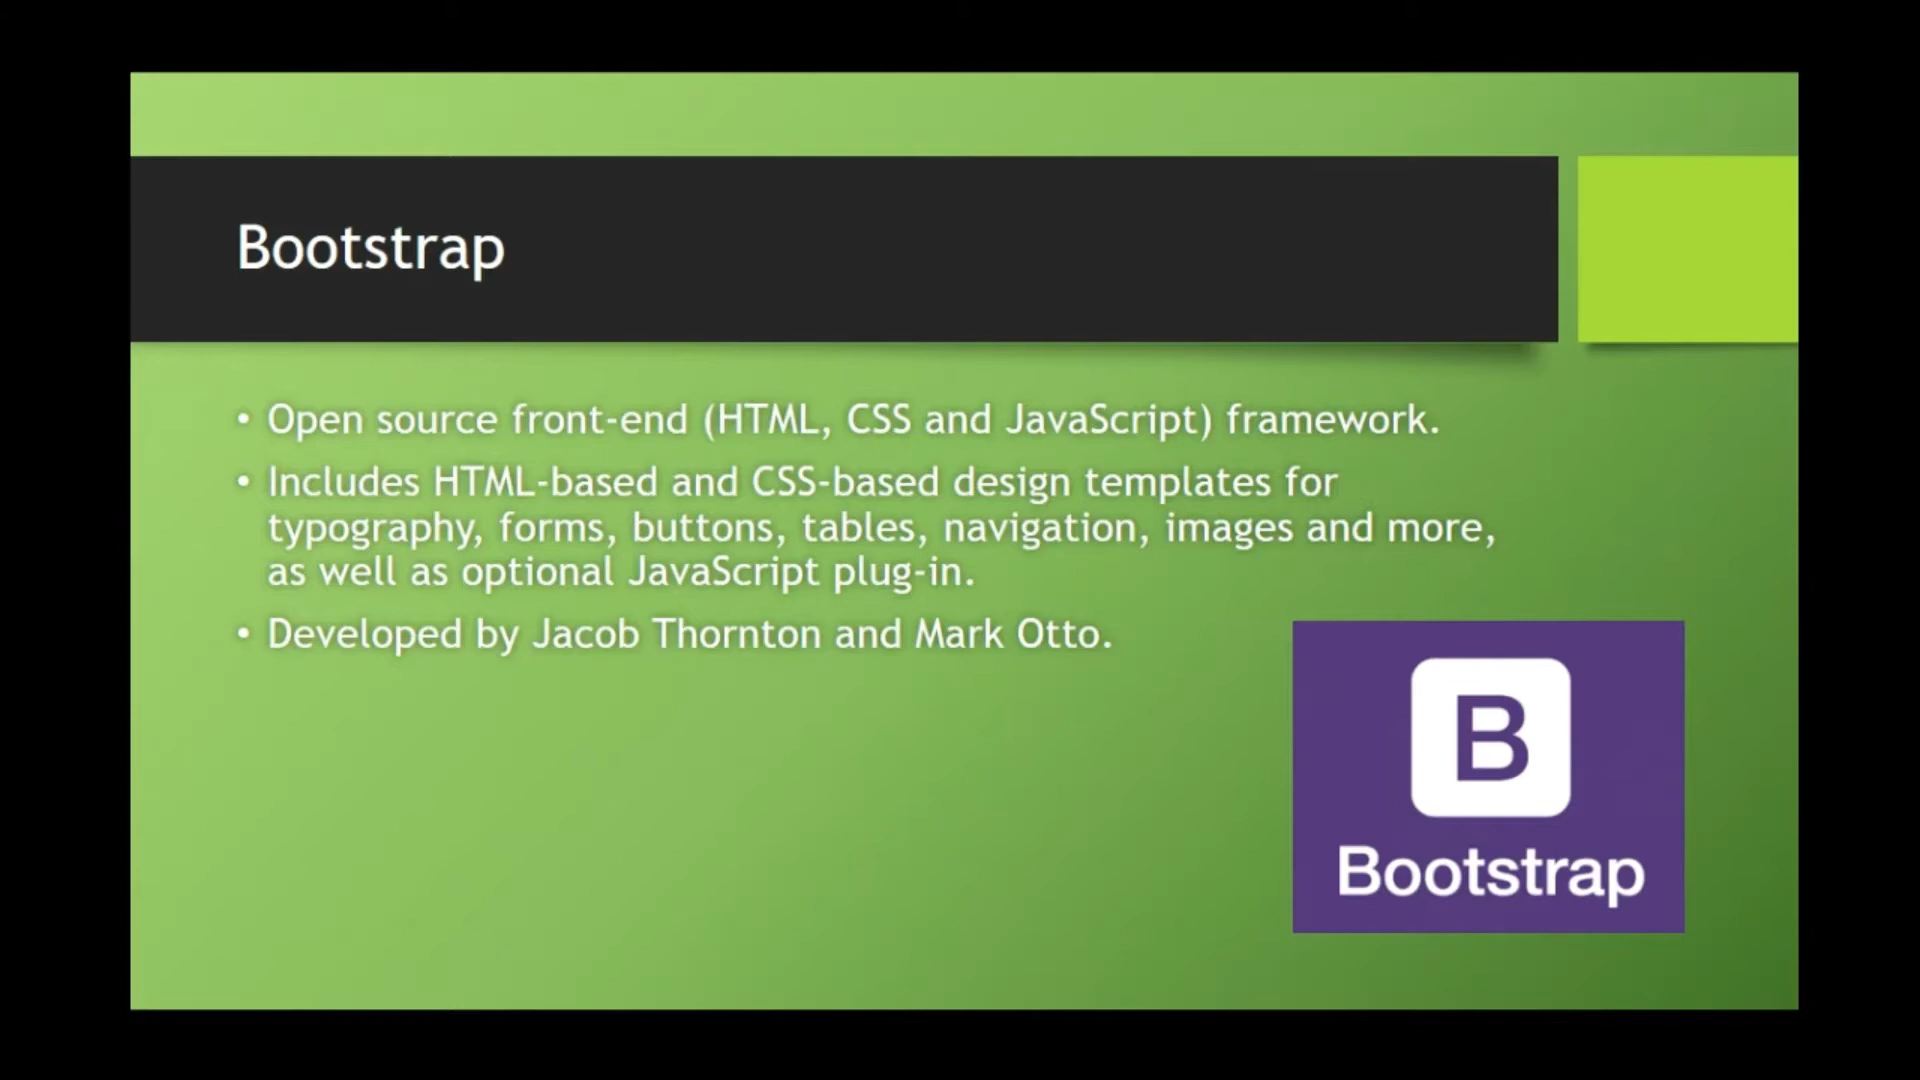 Bootstrap
• Open source front-end (HTML, CSS and JavaScript) framework.
• Includes HTML-based and CSS-based design templates for
typography, forms, buttons, tables, navigation, images and more,
as well as optional JavaScript plug-in.
• Developed by Jacob Thornton and Mark Otto.
B
Bootstrap